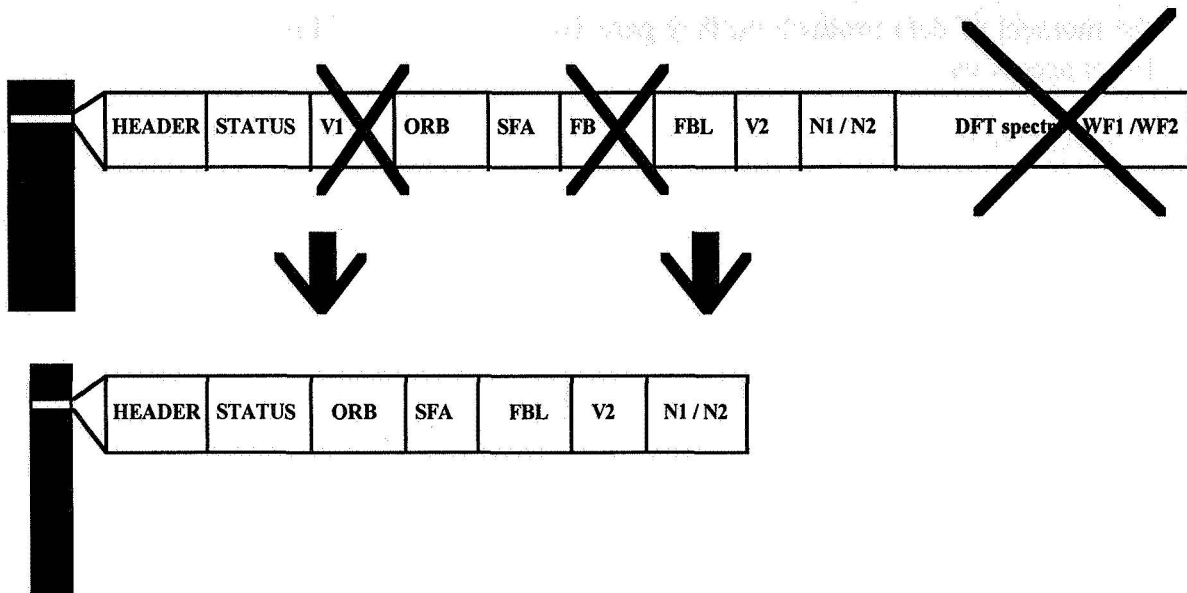 HEADER STATUS V1 ORB SFA FB FBL V2 N1 / N2 DFT WF1 /WF2
HEADER STATUS ORB SFA FBL V2 N1 / N2